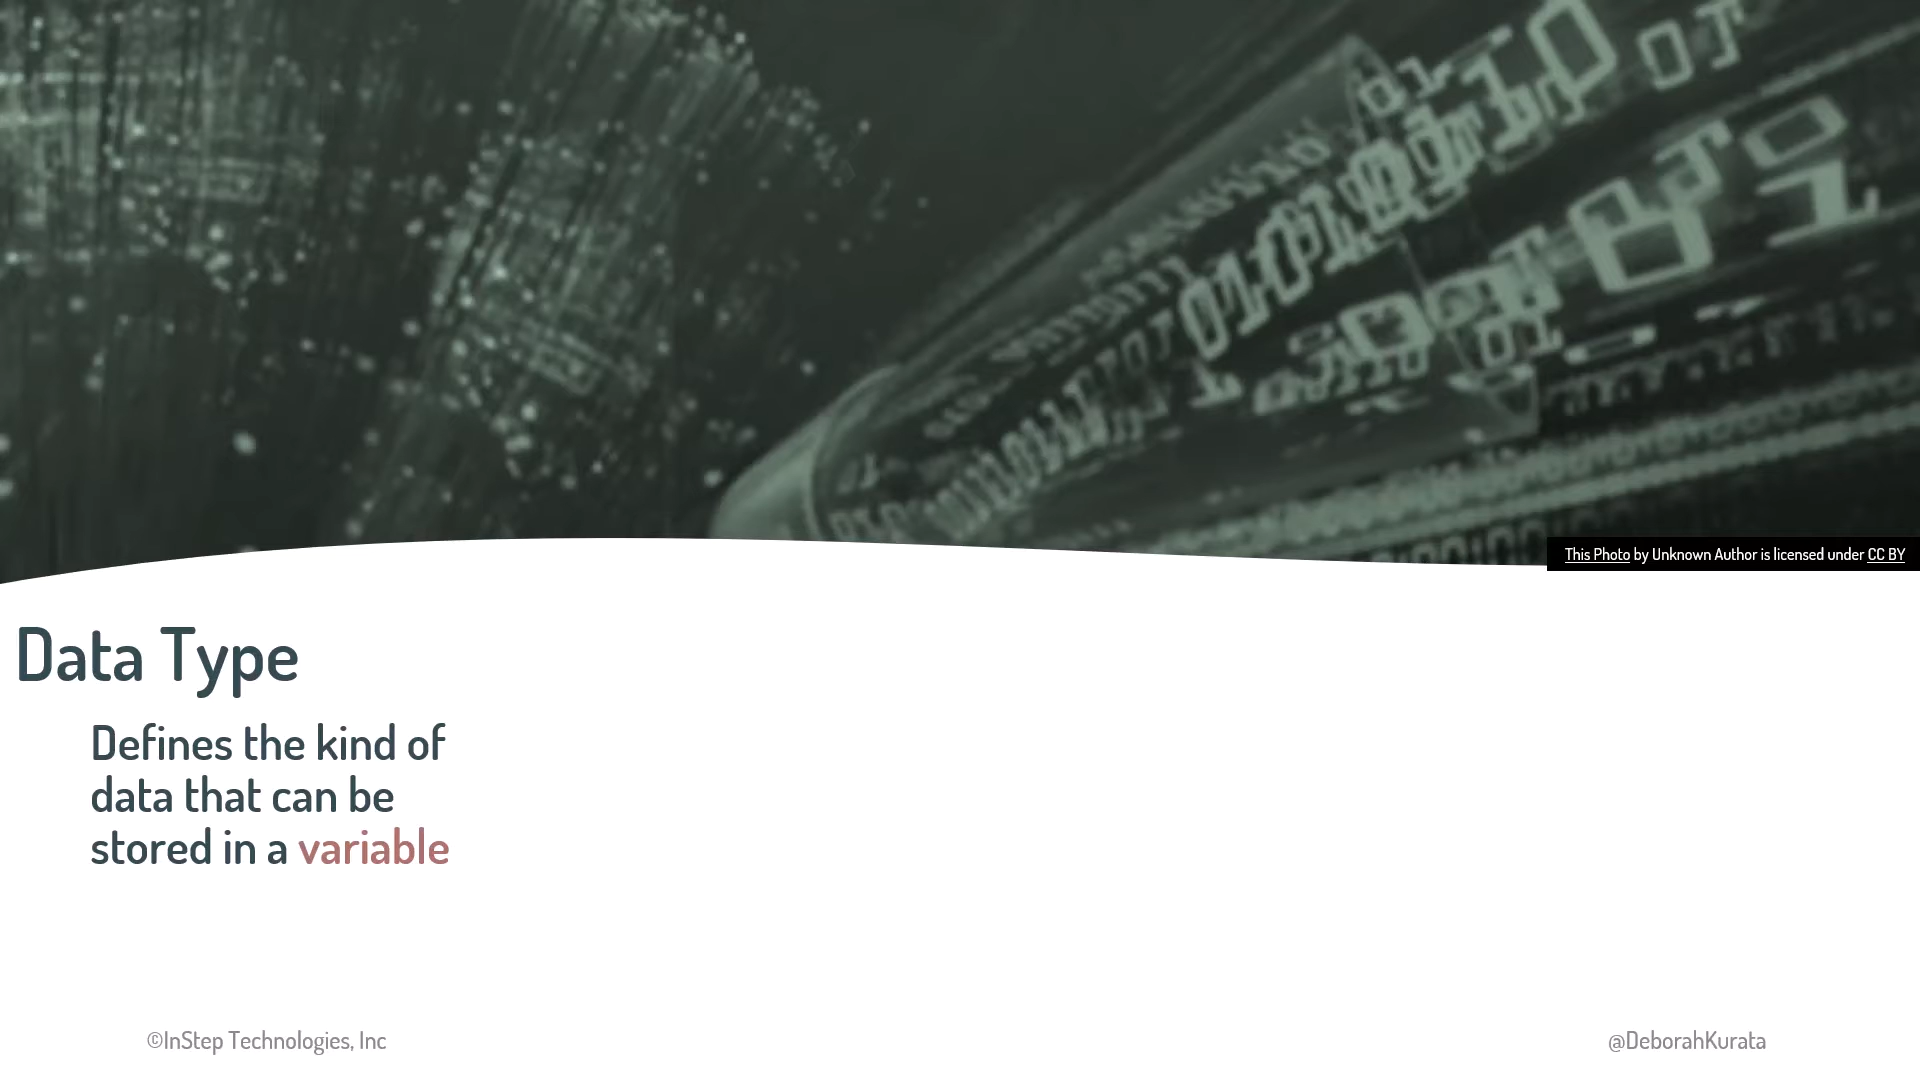 This Photo by Unknown Author is licensed under CC BY
Data Type
Defines the kind of
data that can be
stored in a variable
©InStep Technologies, Inc
@DeborahKurata